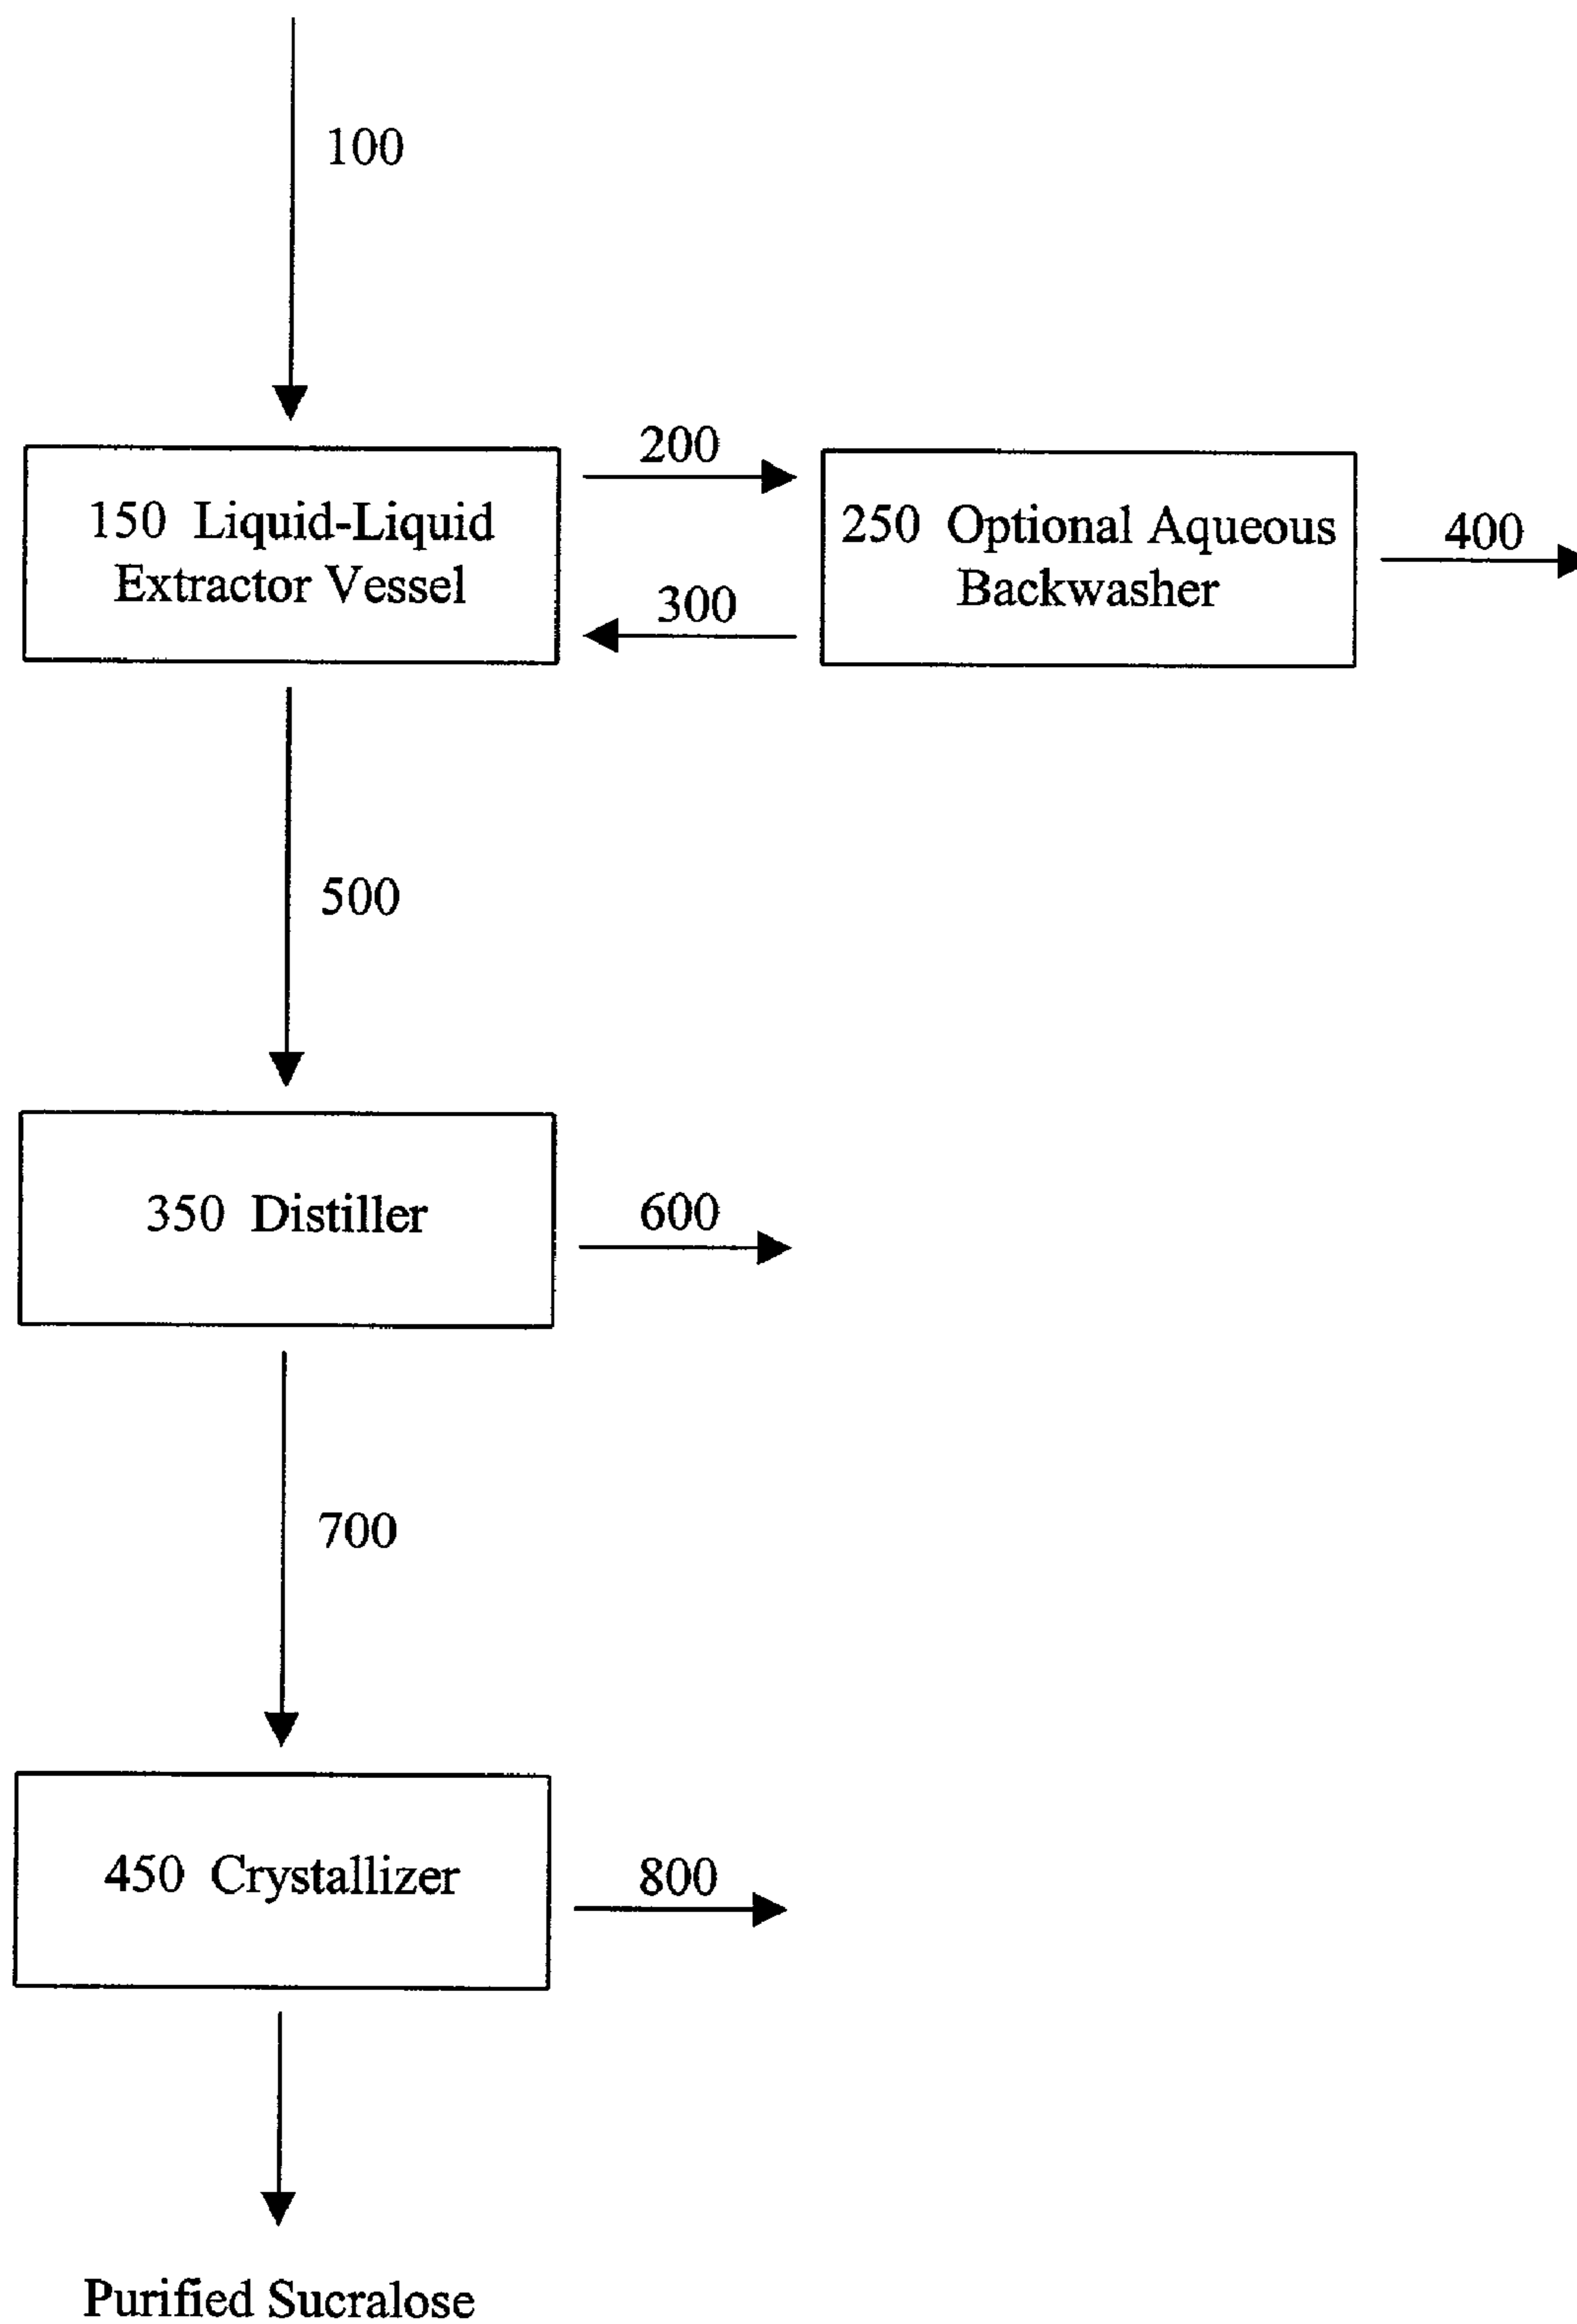 100
200
150 Liquid-Liquid
Extractor Vessel
250 Optional Aqueous
Backwasher
400
300
500
350 Distiller
600
700
450 Crystallizer
800
Purified Sucralose